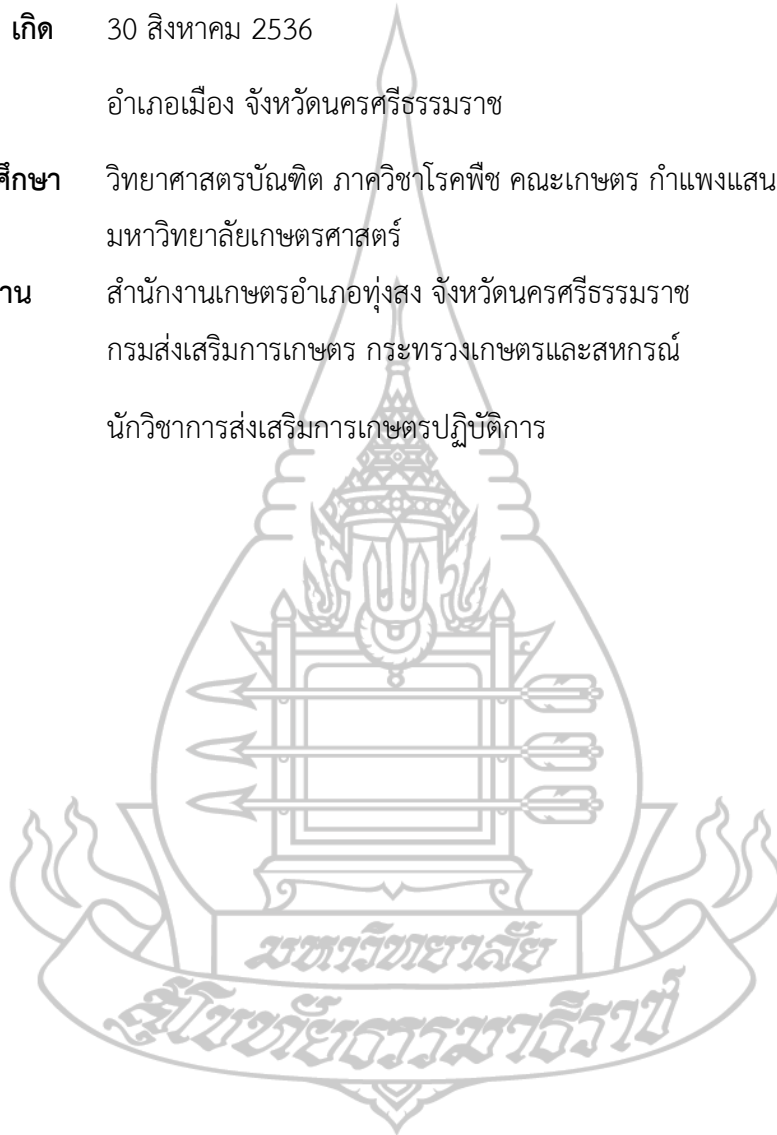 เกิด 30 สิงหาคม 2536
อำเภอเมือง จังหวัดนครศรีธรรมราช
ศึกษา วิทยาศาสตรบัณฑิต ภาควิชาโรคพืช คณะเกษตร กำแพงแสน
มหาวิทยาลัยเกษตรศาสตร์
าน สำนักงานเกษตรอำเภอทุ่งสง จังหวัดนครศรีธรรมราช
กรมส่งเสริมการเกษตร กระทรวงเกษตรและสหกรณ์
นักวิชาการส่งเสริมการเกษตรปฏิบัติการ
มหาวิทยาลัย
สุโขทัยธรรมาธิราช